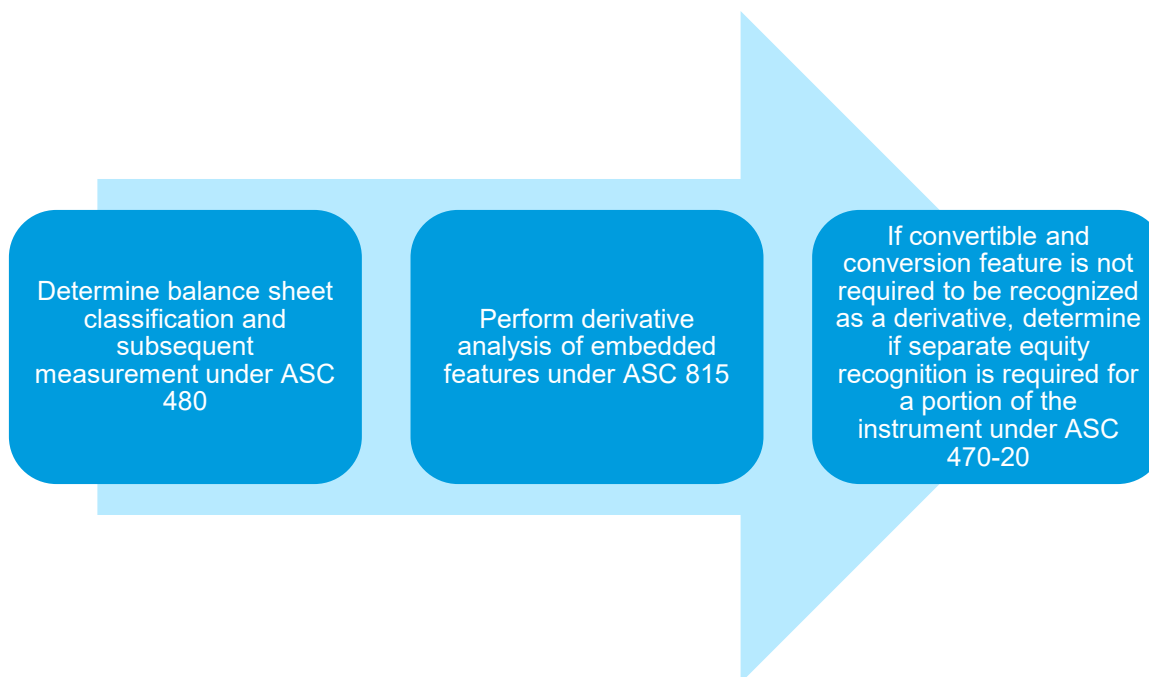 Determine balance sheet
classification and
subsequent
measurement under ASC
480
Perform derivative
analysis of embedded
features under ASC 815
If convertible and
conversion feature is not
required to be recognized
as a derivative, determine
if separate equity
recognition is required for
a portion of the
instrument under ASC
470-20